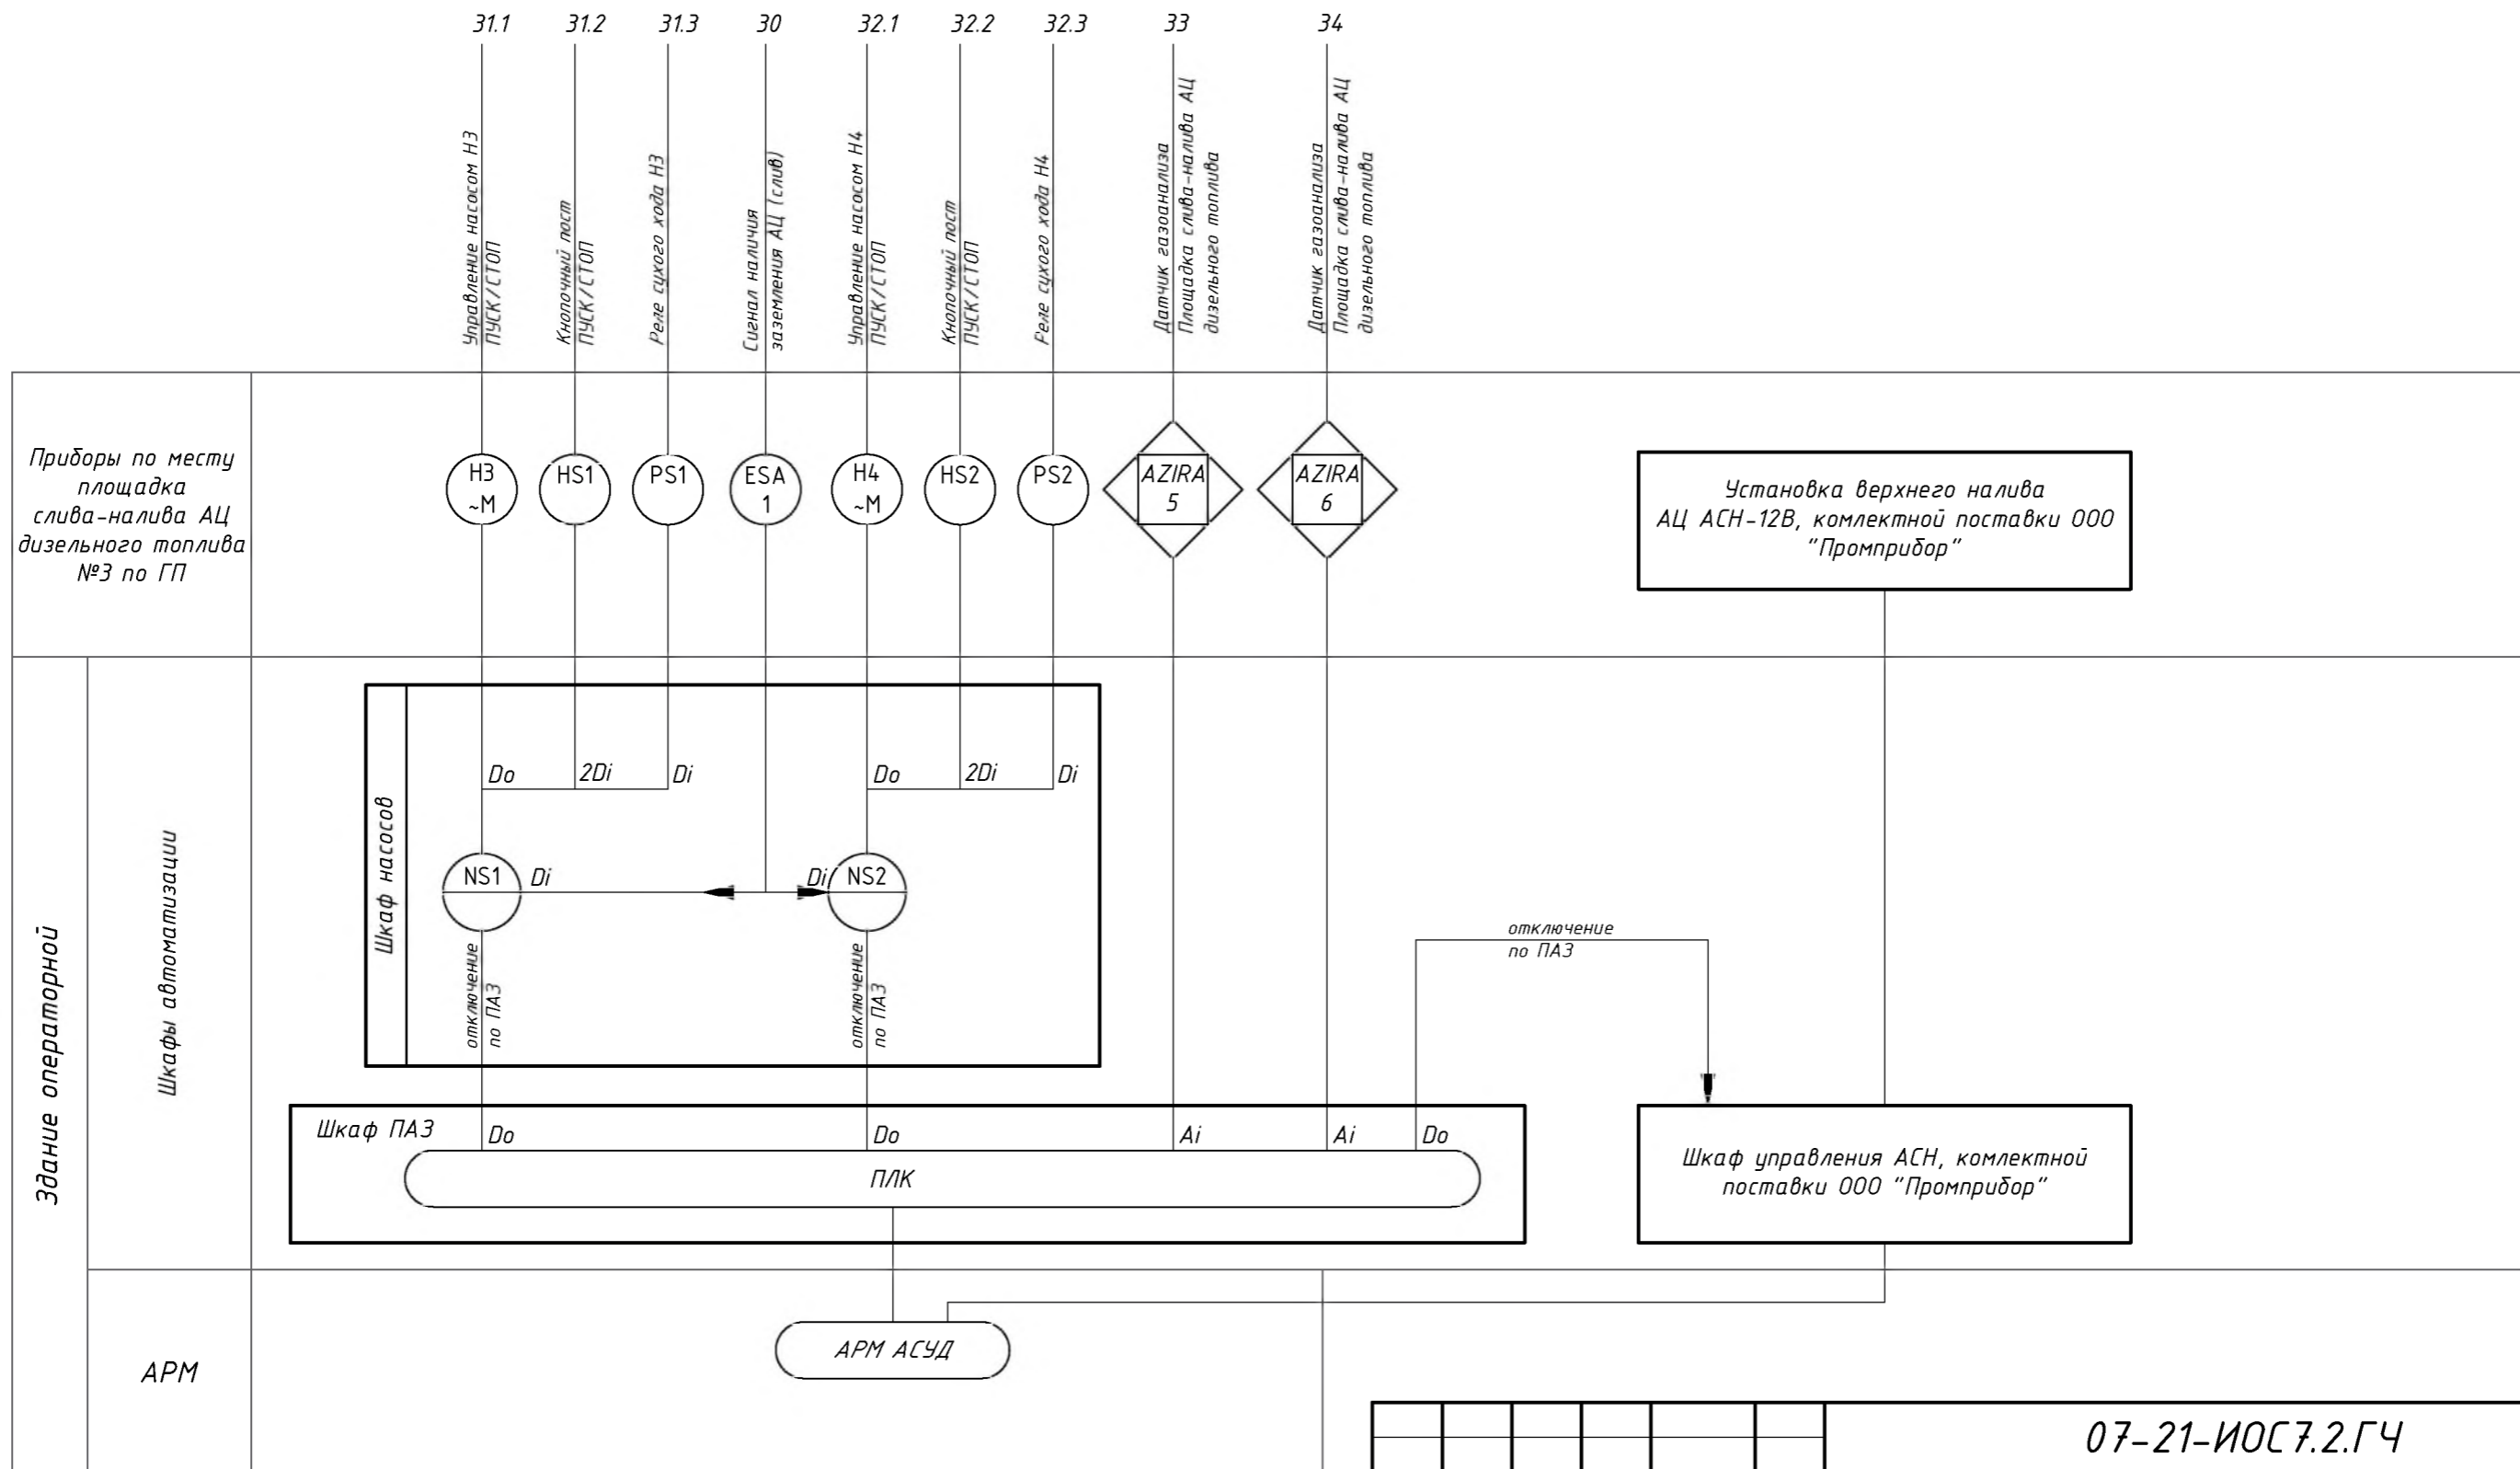 31.1
31.2
31.3
30
32.1
32.2
32.3
33
34
Управление насосом Н3
ПУСК/СТОП
Кнопочный пост
ПУСК/СТОП
Реле сухого хода Н3
Сигнал наличия
заземления АЦ (слив)
Управление насосом Н4
ПУСК/СТОП
Кнопочный пост
ПУСК/СТОП
Реле сухого хода Н4
Датчик газоанализа
Площадка слива-налива АЦ
дизельного топлива
Датчик газоанализа
Площадка слива-налива АЦ
дизельного топлива
Приборы по месту
площадка
слива-налива АЦ
дизельного топлива
№3 по ГП
Н3
~М
HS1
PS1
ESA
1
Н4
~М
HS2
PS2
AZIRA
5
AZIRA
6
Установка верхнего налива
АЦ АСН-12В, комлектной поставки ООО
"Промприбор"
Здание операторной
Шкафы автоматизации
Шкаф насосов
Do
2Di
Di
Do
2Di
Di
NS1
Di
Di
NS2
отключение
по ПАЗ
отключение
по ПАЗ
отключение
по ПАЗ
Шкаф ПАЗ
Do
Do
Ai
Ai
Do
ПЛК
Шкаф управления АСН, комлектной
поставки ООО "Промприбор"
АРМ
АРМ АСУД
07-21-ИОС7.2.ГЧ